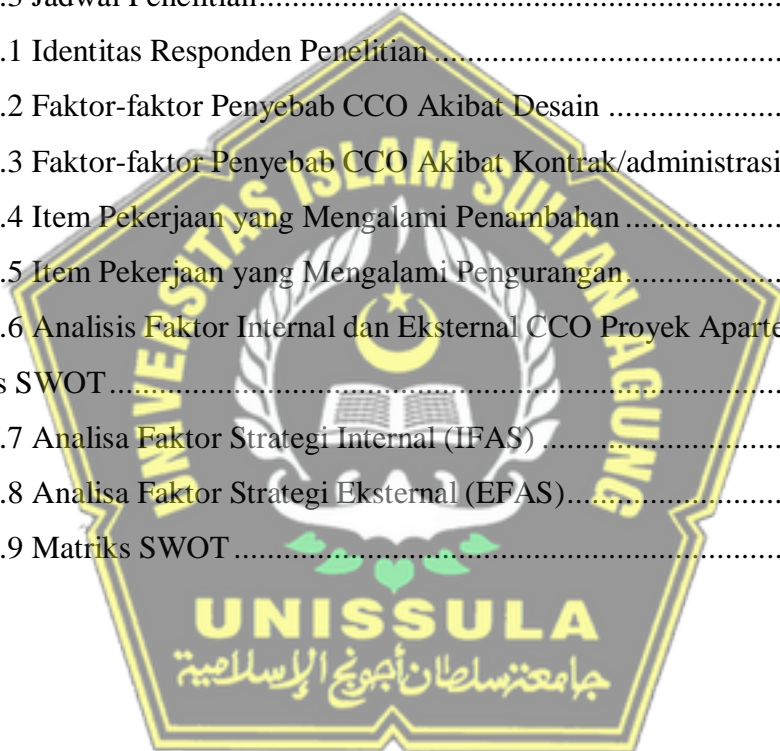 .3 Jadwal Penelitian
.1 Identitas Responden Penelitian
.2 Faktor-faktor Penyebab CCO Akibat Desain
.3 Faktor-faktor Penyebab CCO Akibat Kontrak/administrasi
.4 Item Pekerjaan yang Mengalami Penambahan
.5 Item Pekerjaan yang Mengalami Pengurangan
.6 Analisis Faktor Internal dan Eksternal CCO Proyek Aparte
s SWOT
.7 Analisa Faktor Strategi Internal (IFAS)
.8 Analisa Faktor Strategi Eksternal (EFAS)
.9 Matriks SWOT
UNIVERSITAS ISLAM SULTAN AGUNG
UNISSULA
جامعتسلطان أجونج الإسلامية